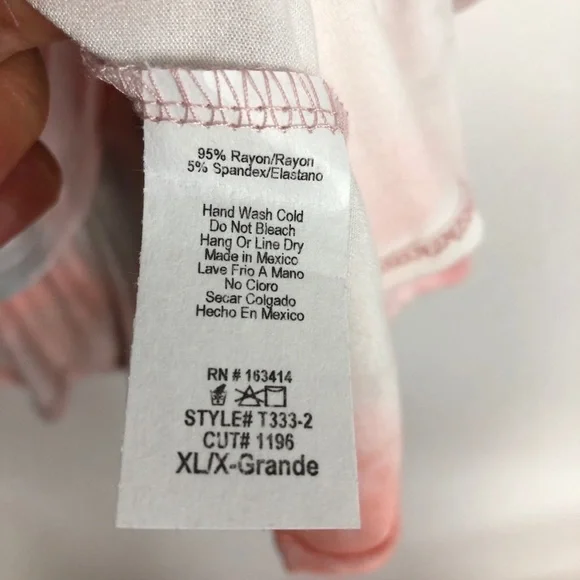 95% Rayon/Rayon
5% Spandex/Elastano
Hand Wash Cold
Do Not Bleach
Hang Or Line Dry
Made in Mexico
Lave Frio A Mano
No Cloro
Secar Colgado
Hecho En Mexico
RN # 163414
STYLE# T333-2
CUT# 1196
XL/X-Grande